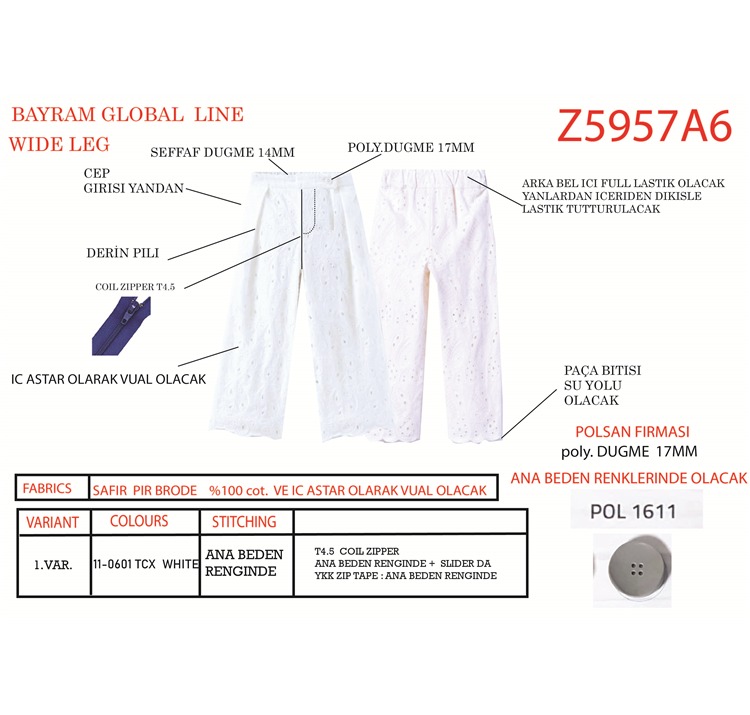 BAYRAM GLOBAL LINE
WIDE LEG
Z5957A6
SEFFAF DUGME 14MM
POLY.DUGME 17MM
CEP
GIRISI YANDAN
ARKA BEL ICI FULL LASTIK OLACAK
YANLARDAN ICERIDEN DIKISLE
LASTIK TUTTURULACAK
DERİN PILI
COIL ZIPPER T4.5
IC ASTAR OLARAK VUAL OLACAK
PAÇA BITISI
SU YOLU
OLACAK
POLSAN FIRMASI
poly. DUGME 17MM
ANA BEDEN RENKLERINDE OLACAK
POL 1611
FABRICS SAFIR PIR BRODE %100 cot. VE IC ASTAR OLARAK VUAL OLACAK
VARIANT COLOURS STITCHING
1.VAR. 11-0601 TCX WHITE ANA BEDEN RENGINDE
T4.5 COIL ZIPPER
ANA BEDEN RENGINDE + SLIDER DA
YKK ZIP TAPE : ANA BEDEN RENGINDE